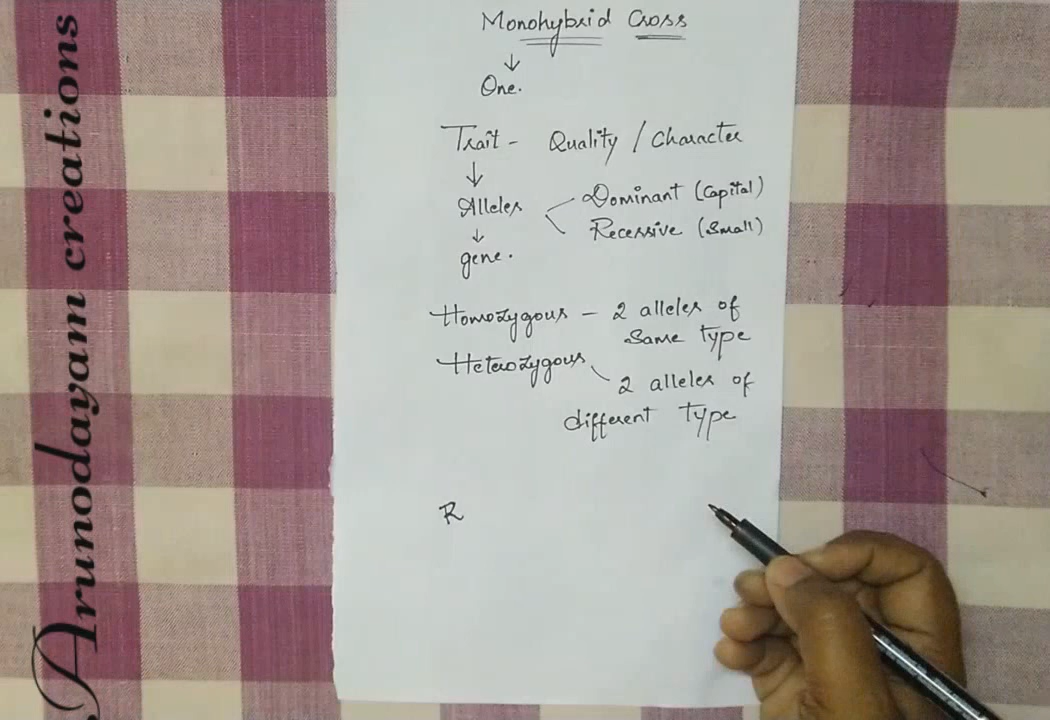 Arunodayam creations
Monohybrid Cross
↓
One.
Trait - Quality / Character
↓
Alleles < Dominant (Capital)
Recessive (Small)
↓
gene.
Homozygous - 2 alleles of
same type
Heterozygous
2 alleles of
different type
R